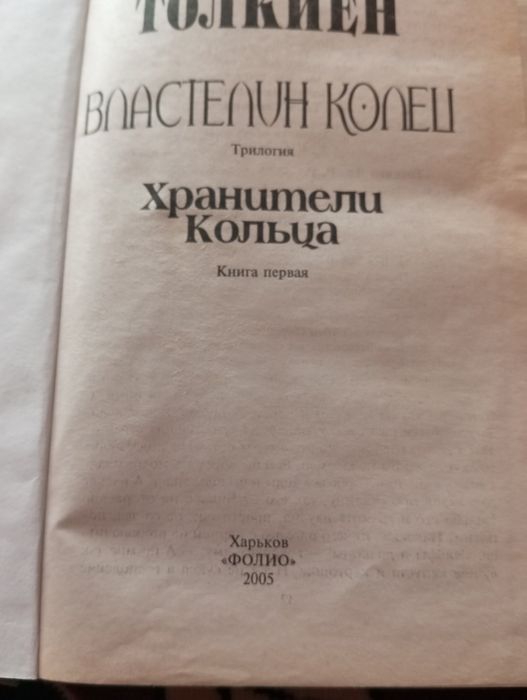 ТОЛКИЕН
ВЛАСТЕЛИН КОЛЕЦ
Трилогия
Хранители
Кольца
Книга первая
Харьков
«ФОЛИО»
2005